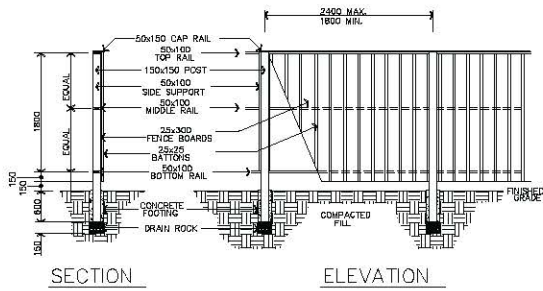 2400 MAX.
1800 MIN.
50x150 CAP RAIL
50x100
TOP RAIL
150x150 POST
50x100
SIDE SUPPORT
50x100
MIDDLE RAIL
25x300
FENCE BOARDS
25x25
BATTONS
50x100
BOTTOM RAIL
CONCRETE
FOOTING
DRAIN ROCK
EQUAL
EQUAL
1800
150
150
600
150
COMPACTED
FILL
FINISHED
GRADE
SECTION
ELEVATION